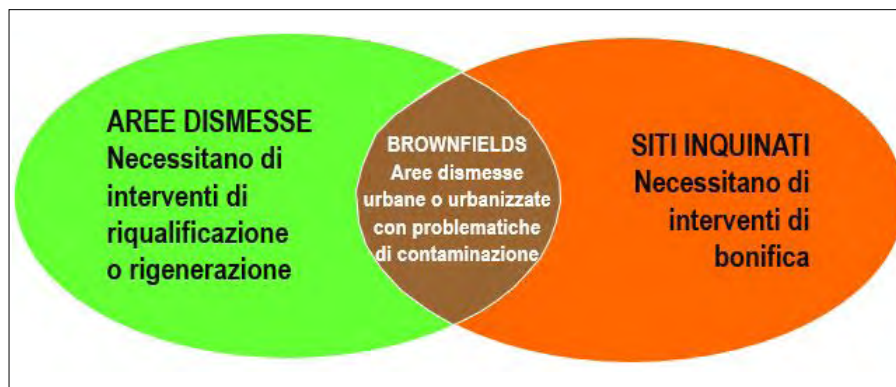 AREE DISMESSE
Necessitano di
interventi di
riqualificazione
o rigenerazione
BROWNFIELDS
Aree dismesse
urbane o urbanizzate
con problematiche
di contaminazione
SITI INQUINATI
Necessitano di
interventi di
bonifica